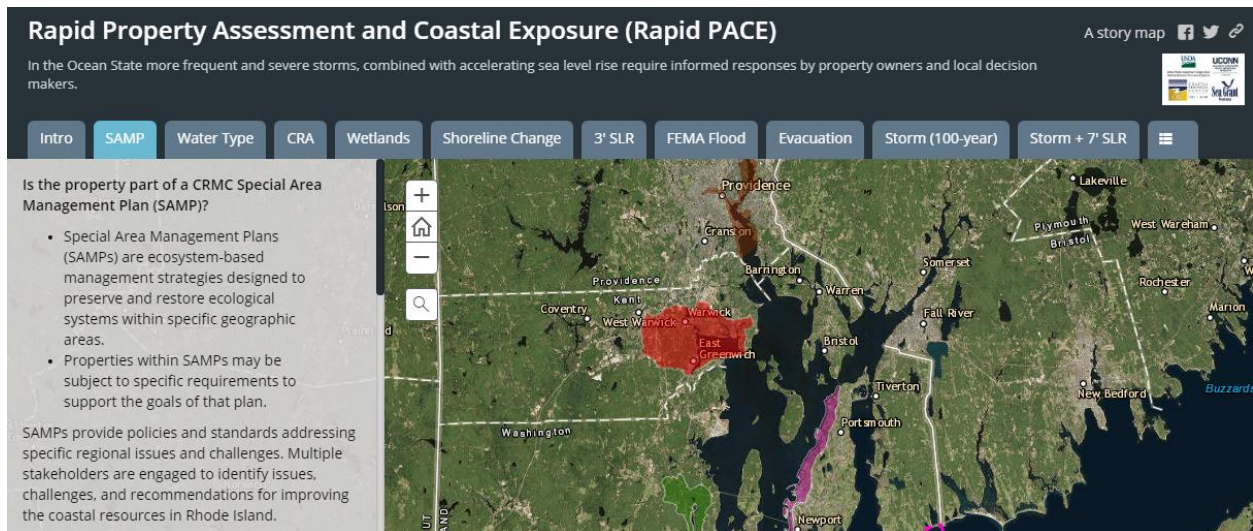 Rapid Property Assessment and Coastal Exposure (Rapid PACE)
A story map
In the Ocean State more frequent and severe storms, combined with accelerating sea level rise require informed responses by property owners and local decision
makers.
USDA
UCONN
Sea Grant
Intro
SAMP
Water Type
CRA
Wetlands
Shoreline Change
3' SLR
FEMA Flood
Evacuation
Storm (100-year)
Storm + 7' SLR
Is the property part of a CRMC Special Area
Management Plan (SAMP)?
• Special Area Management Plans
(SAMPs) are ecosystem-based
management strategies designed to
preserve and restore ecological
systems within specific geographic
areas.
• Properties within SAMPs may be
subject to specific requirements to
support the goals of that plan.
SAMPs provide policies and standards addressing
specific regional issues and challenges. Multiple
stakeholders are engaged to identify issues,
challenges, and recommendations for improving
the coastal resources in Rhode Island.
+
−
Providence
Lakeville
Cranston
Plymouth
Bristol
West Wareham
Barrington
Somerset
Providence
Kent
Warren
Rochester
Coventry
West Warwick
Warwick
Marion
Fall River
East
Greenwich
Bristol
Tiverton
New Bedford
Buzzards
Portsmouth
Washington
Newport